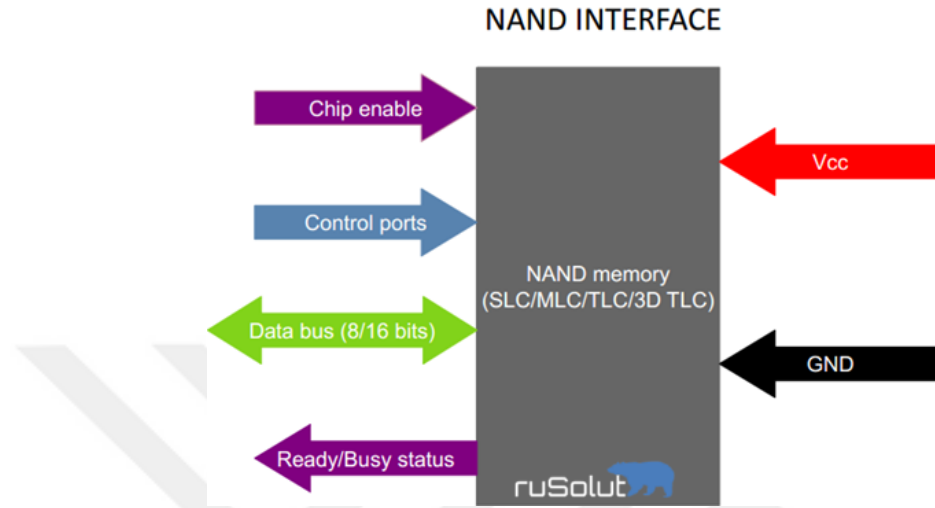 NAND INTERFACE
Chip enable
Vcc
Control ports
NAND memory
(SLC/MLC/TLC/3D TLC)
Data bus (8/16 bits)
GND
Ready/Busy status
ruSolut